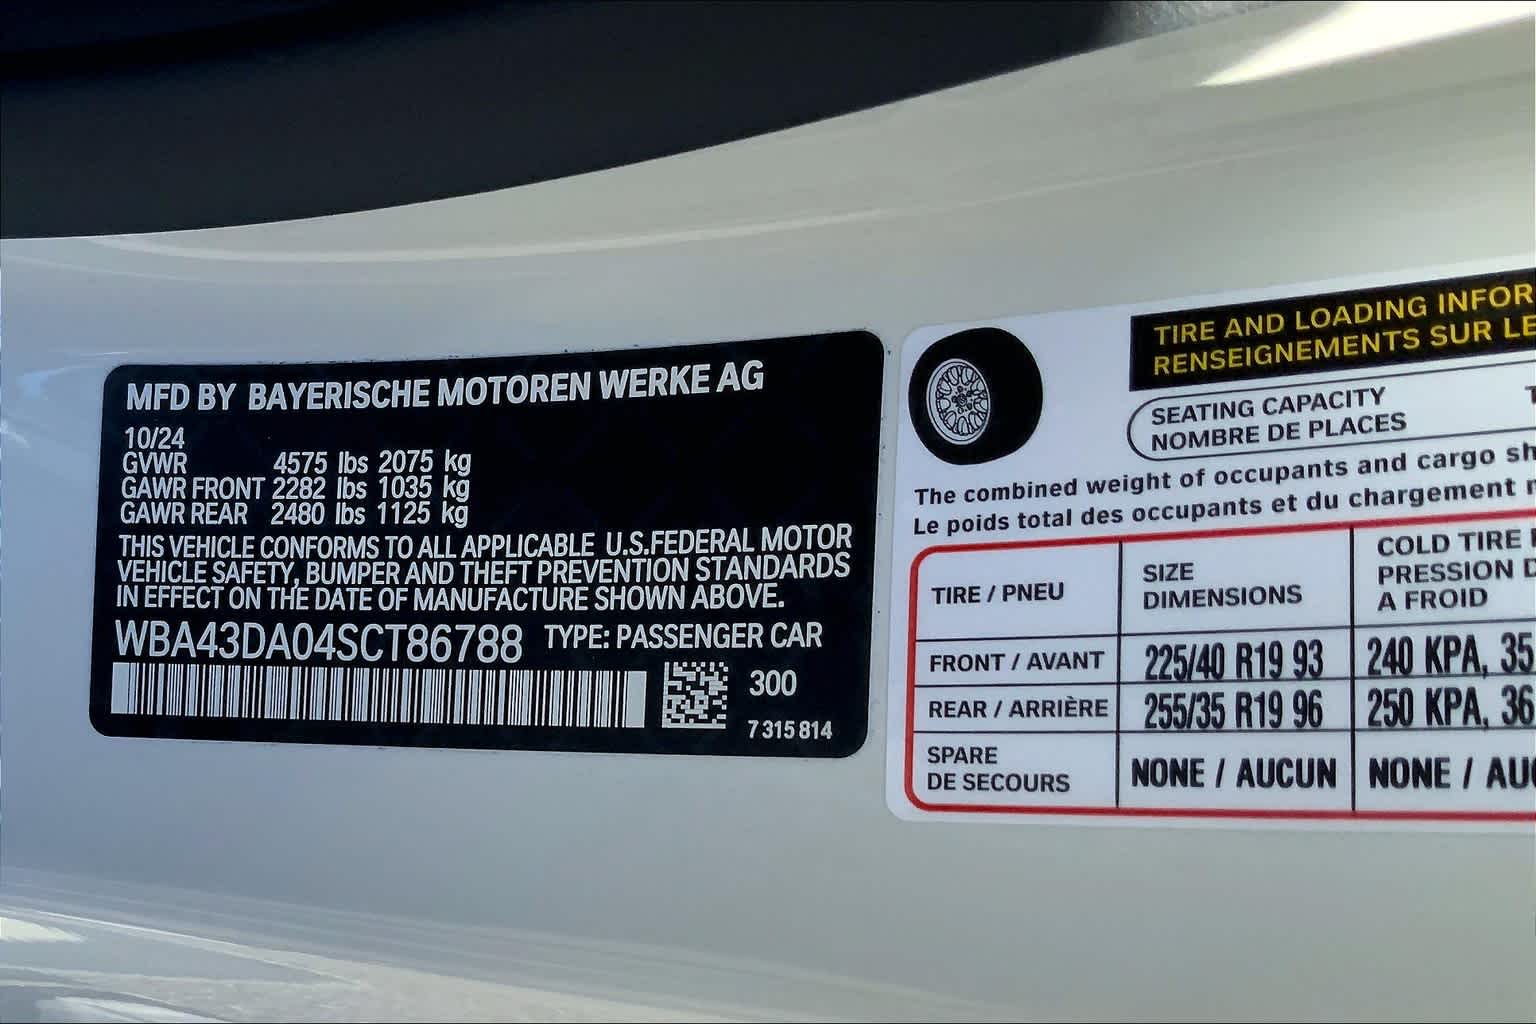 MFD BY BAYERISCHE MOTOREN WERKE AG
10/24
GVWR 4575 lbs 2075 kg
GAWR FRONT 2282 lbs 1035 kg
GAWR REAR 2480 lbs 1125 kg
THIS VEHICLE CONFORMS TO ALL APPLICABLE U.S.FEDERAL MOTOR
VEHICLE SAFETY, BUMPER AND THEFT PREVENTION STANDARDS
IN EFFECT ON THE DATE OF MANUFACTURE SHOWN ABOVE.
WBA43DA04SCT86788 TYPE: PASSENGER CAR
300
7 315 814
TIRE AND LOADING INFOR
RENSEIGNEMENTS SUR LE
SEATING CAPACITY T
NOMBRE DE PLACES
The combined weight of occupants and cargo sh
Le poids total des occupants et du chargement
TIRE / PNEU
SIZE
DIMENSIONS
COLD TIRE
PRESSION D
A FROID
FRONT / AVANT 225/40 R19 93 240 KPA, 35
REAR / ARRIÈRE 255/35 R19 96 250 KPA, 36
SPARE
DE SECOURS
NONE / AUCUN NONE / AUC